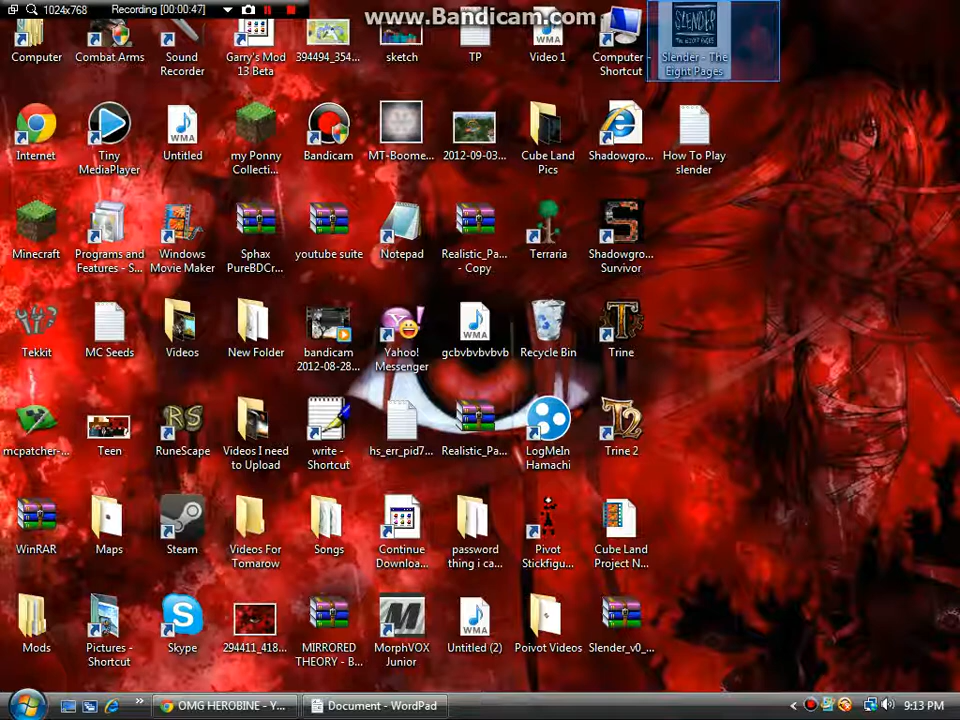 1024x768 Recording [00:00:47]
www.Bandicam.com
Computer
Combat Arms
Sound Recorder
Garry's Mod 13 Beta
394494_354...
sketch
TP
Video 1
Computer - Shortcut
SLENDER
Slender - The Eight Pages
Internet
Tiny MediaPlayer
Untitled
my Ponny Collecti...
Bandicam
MT-Boome...
2012-09-03...
Cube Land Pics
Shadowgro...
How To Play slender
Minecraft
Programs and Features - S...
Windows Movie Maker
Sphax PureBDCr...
youtube suite
Notepad
Realistic_Pa... - Copy
Terraria
Shadowgro... Survivor
Tekkit
MC Seeds
Videos
New Folder
bandicam 2012-08-28...
Yahoo! Messenger
WMA
gcbvbvbvbvb
Recycle Bin
Trine
mcpatcher-...
Teen
RS
RuneScape
Videos I need to Upload
write - Shortcut
hs_err_pid7...
Realistic_Pa...
LogMeIn Hamachi
Trine 2
WinRAR
Maps
Steam
Videos For Tomarow
Songs
Continue Downloa...
password thing i ca...
Pivot Stickfigu...
Cube Land Project N...
Mods
Pictures - Shortcut
Skype
294411_418...
MIRRORED THEORY - B...
MorphVOX Junior
WMA
Untitled (2)
Poivot Videos
Slender_v0_...
OMG HEROBINE - Y...
Document - WordPad
9:13 PM